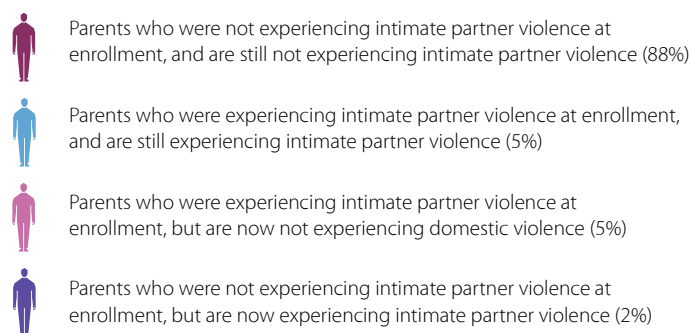 Parents who were not experiencing intimate partner violence at
enrollment, and are still not experiencing intimate partner violence (88%)
Parents who were experiencing intimate partner violence at enrollment,
and are still experiencing intimate partner violence (5%)
Parents who were experiencing intimate partner violence at
enrollment, but are now not experiencing domestic violence (5%)
Parents who were not experiencing intimate partner violence at
enrollment, but are now experiencing intimate partner violence (2%)